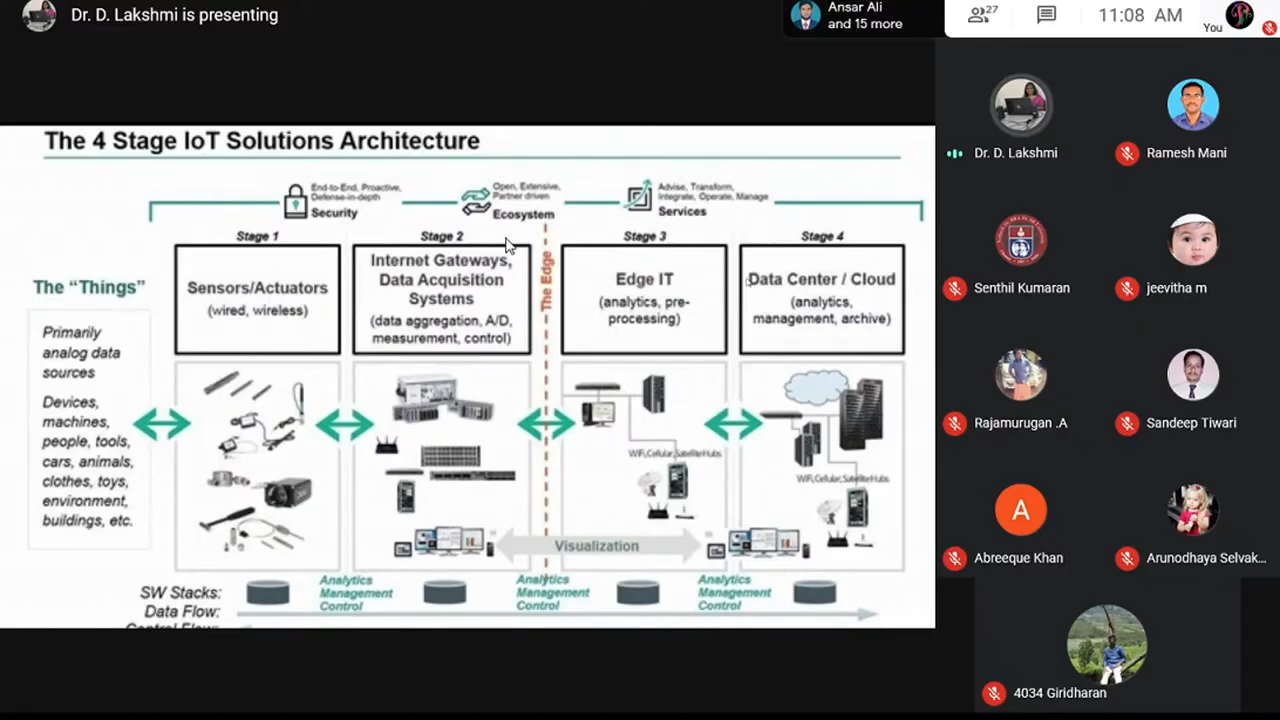 Dr. D. Lakshmi is presenting
Ansar Ali
and 15 more
27
11:08 AM
You
The 4 Stage IoT Solutions Architecture
End-to-End, Proactive,
Defense-in-depth
Security
Open, Extensive,
Partner driven
Ecosystem
Advise, Transform,
Integrate, Operate, Manage
Services
Stage 1
Stage 2
Stage 3
Stage 4
The "Things"
Primarily
analog data
sources
Devices,
machines,
people, tools,
cars, animals,
clothes, toys,
environment,
buildings, etc.
Sensors/Actuators
(wired, wireless)
Internet Gateways,
Data Acquisition
Systems
(data aggregation, A/D,
measurement, control)
The Edge
Edge IT
(analytics, pre-
processing)
Data Center / Cloud
(analytics,
management, archive)
WiFi,Cellular,SatelliteHubs
WiFi,Cellular,SatelliteHubs
Visualization
SW Stacks:
Analytics
Management
Control
Analytics
Management
Control
Analytics
Management
Control
Data Flow:
Control Flow:
Dr. D. Lakshmi
Ramesh Mani
Senthil Kumaran
jeevitha m
Rajamurugan .A
Sandeep Tiwari
A
Abreeque Khan
Arunodhaya Selvak...
4034 Giridharan